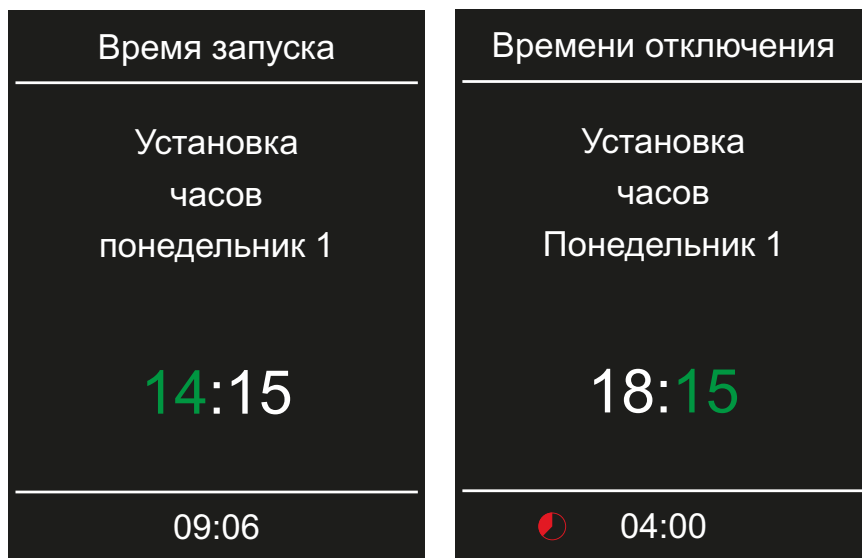 Время запуска
Установка
часов
понедельник 1
14:15
09:06
Времени отключения
Установка
часов
Понедельник 1
18:15
04:00